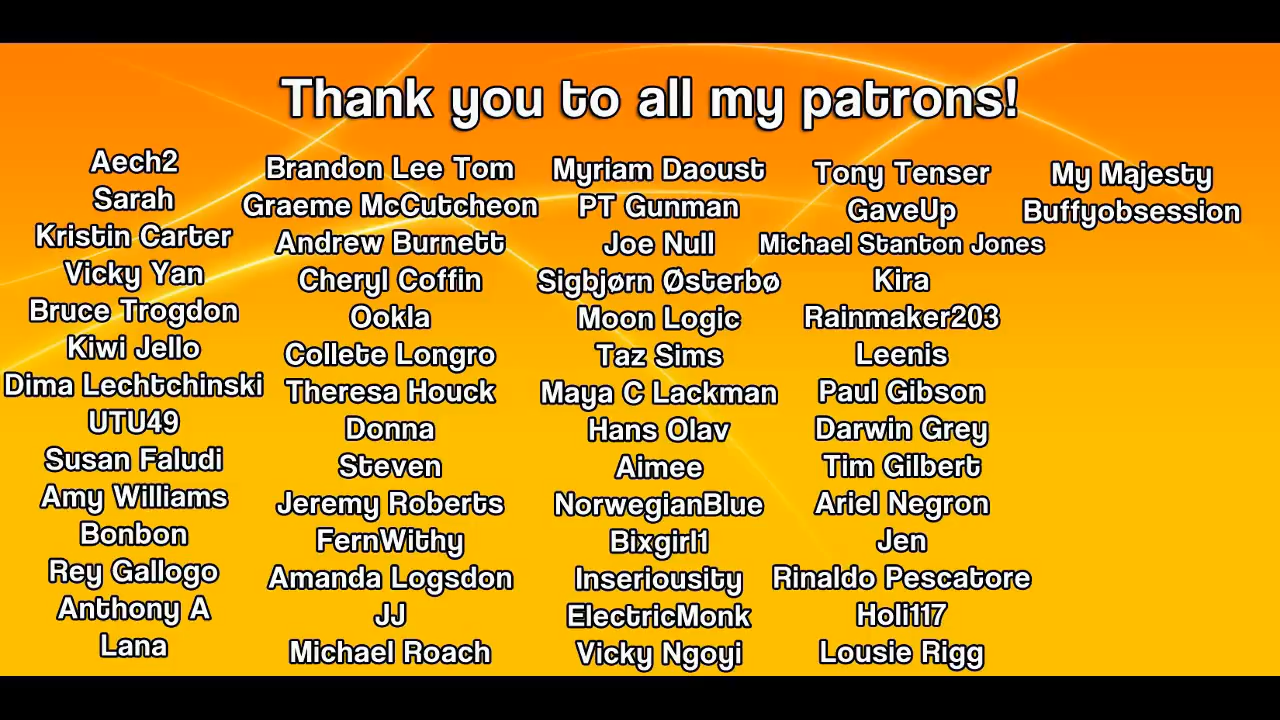 Thank you to all my patrons!
Aech2
Sarah
Kristin Carter
Vicky Yan
Bruce Trogdon
Kiwi Jello
Dima Lechtchinski
UTU49
Susan Faludi
Amy Williams
Bonbon
Rey Gallogo
Anthony A
Lana
Brandon Lee Tom
Graeme McCutcheon
Andrew Burnett
Cheryl Coffin
Ookla
Collete Longro
Theresa Houck
Donna
Steven
Jeremy Roberts
FernWithy
Amanda Logsdon
JJ
Michael Roach
Myriam Daoust
PT Gunman
Joe Null
Sigbjørn Østerbø
Moon Logic
Taz Sims
Maya C Lackman
Hans Olav
Aimee
NorwegianBlue
Bixgirl1
Inseriousity
ElectricMonk
Vicky Ngoyi
Tony Tenser
GaveUp
Michael Stanton Jones
Kira
Rainmaker203
Leenis
Paul Gibson
Darwin Grey
Tim Gilbert
Ariel Negron
Jen
Rinaldo Pescatore
Holi117
Lousie Rigg
My Majesty
Buffyobsession